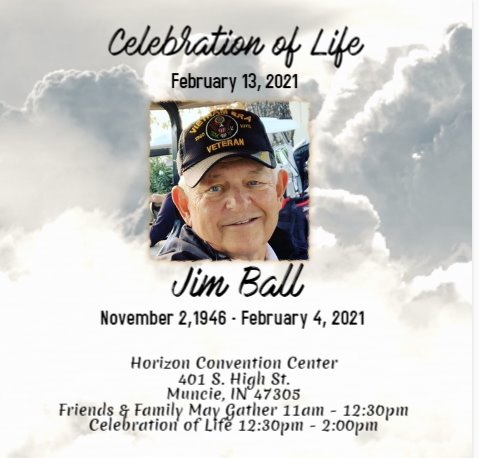 Celebration of Life
February 13, 2021
VIETNAM ERA
VETERAN
Jim Ball
November 2,1946 - February 4, 2021
Horizon Convention Center
401 S. High St.
Muncie, IN 47305
Friends & Family May Gather 11am - 12:30pm
Celebration of Life 12:30pm - 2:00pm